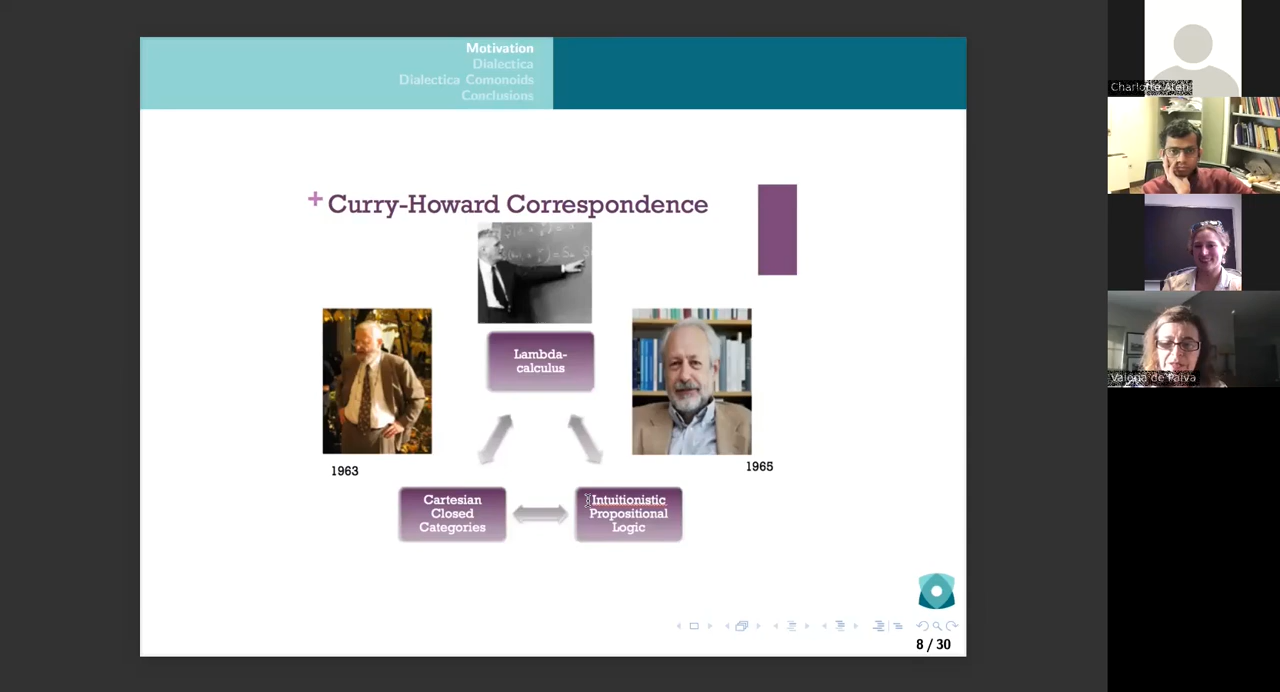 Motivation
Dialectica
Dialectica Comonoids
Conclusions
+ Curry-Howard Correspondence
Lambda-
calculus
1963
1965
Cartesian
Closed
Categories
Intuitionistic
Propositional
Logic
8 / 30
Charlotte Aten
Valeria de Paiva